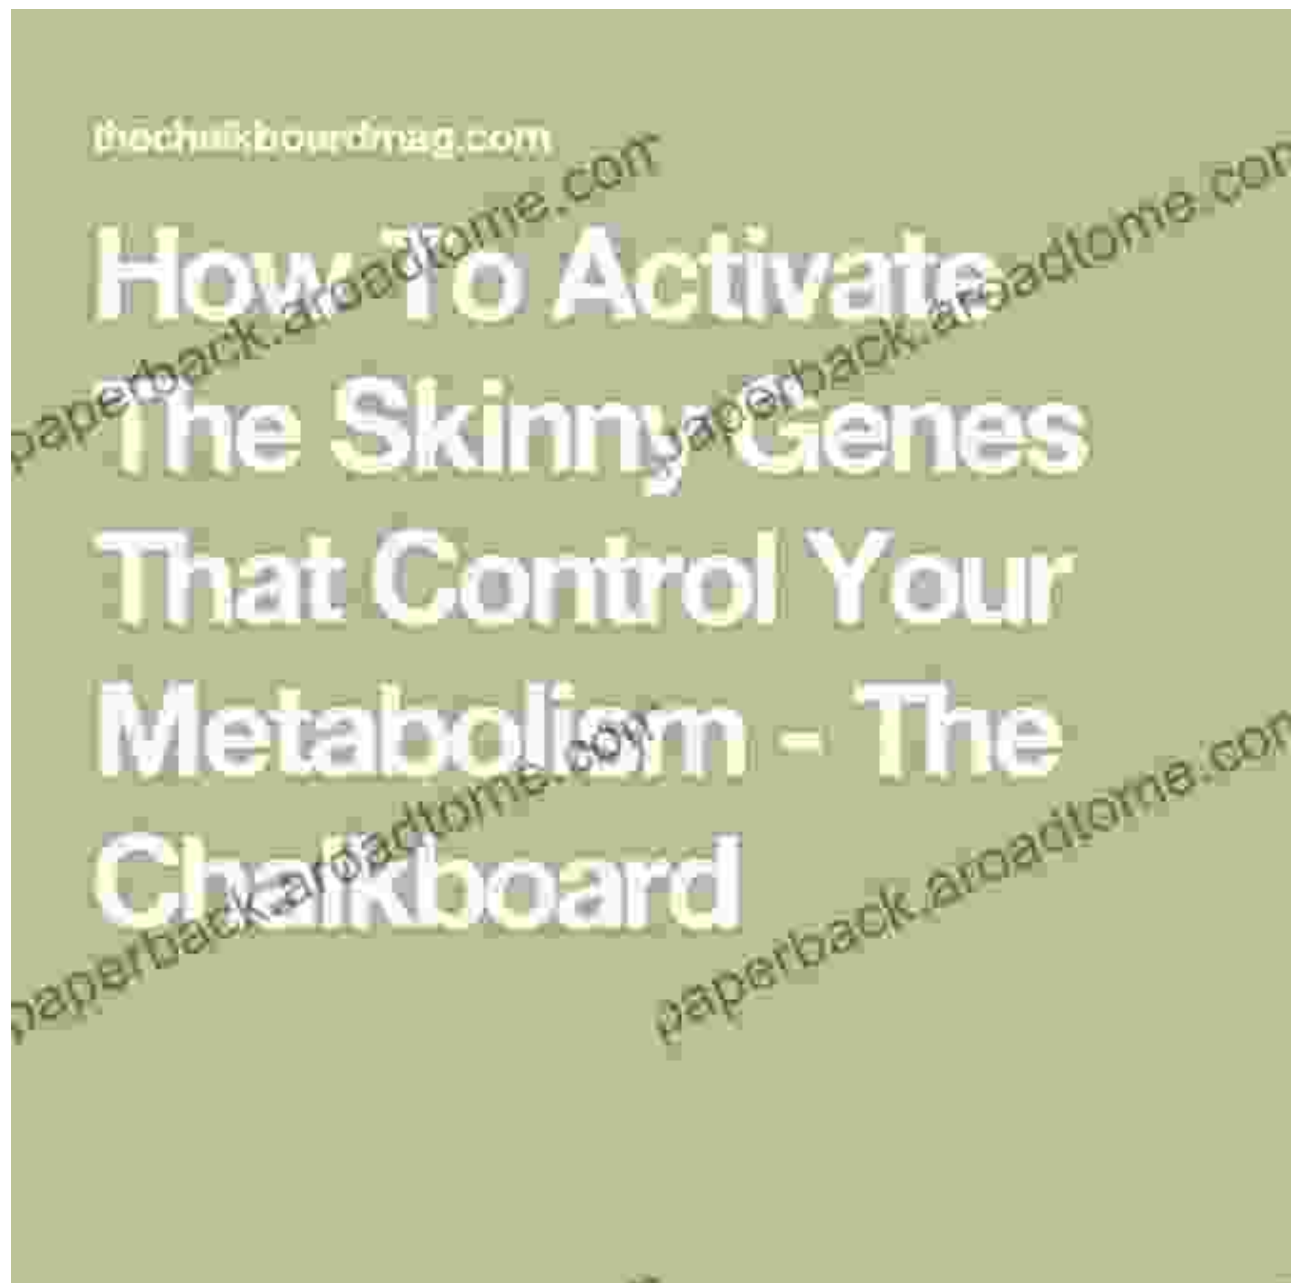 thechalkboardmag.com
How To Activate
The Skinny Genes
That Control Your
Metabolism - The
Chalkboard
paperback.aroadtome.com
paperback.aroadtome.com
paperback.aroadtome.com
paperback.aroadtome.com